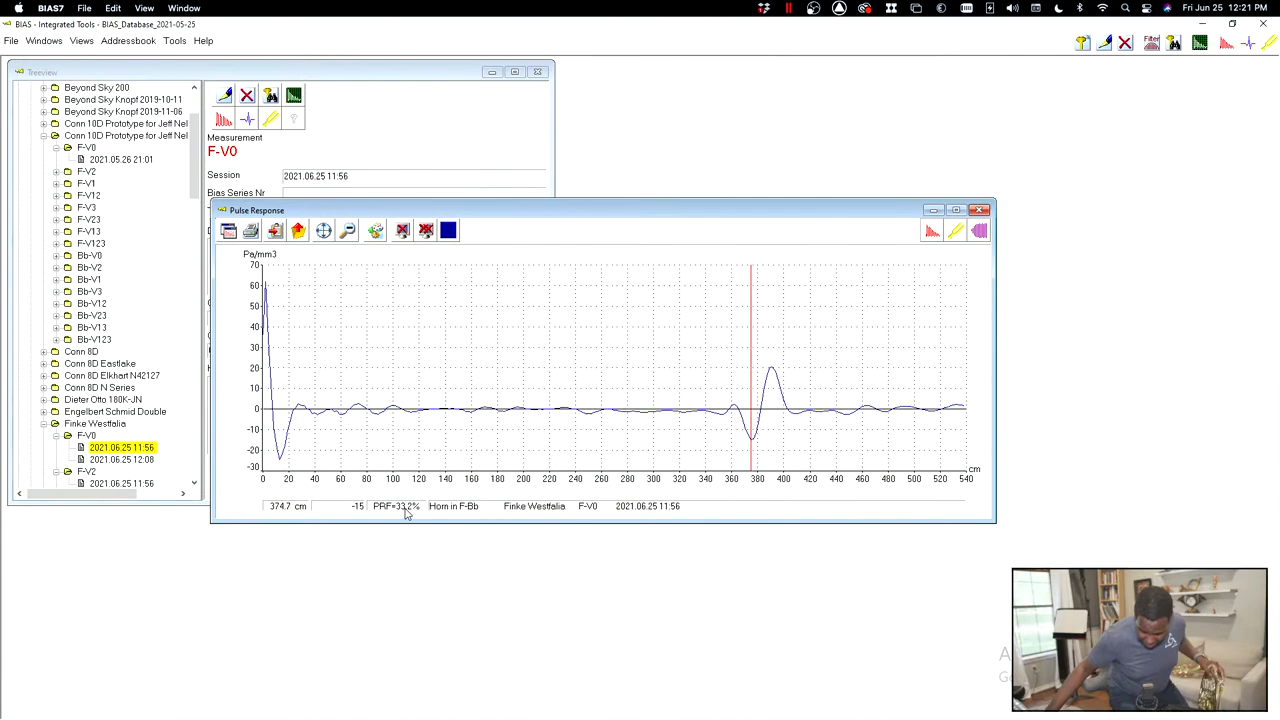 BIAS7 File Edit View Window Fri Jun 25 12:21 PM
BIAS - Integrated Tools - BIAS_Database_2021-05-25
File Windows Views Addressbook Tools Help
Treeview
Beyond Sky 200
Beyond Sky Knopf 2019-10-11
Beyond Sky Knopf 2019-11-06
Conn 10D Prototype for Jeff Nel
Conn 10D Prototype for Jeff Nel
F-V0
2021.05.26 21:01
F-V2
F-V1
F-V12
F-V3
F-V23
F-V13
F-V123
Bb-V0
Bb-V2
Bb-V1
Bb-V3
Bb-V12
Bb-V23
Bb-V13
Bb-V123
Conn 8D
Conn 8D Eastlake
Conn 8D Elkhart N42127
Conn 8D N Series
Dieter Otto 180K-JN
Engelbert Schmid Double
Finke Westfalia
F-V0
2021.06.25 11:56
2021.06.25 12:08
F-V2
2021.06.25 11:56
Measurement
F-V0
Session 2021.06.25 11:56
Bias Series Nr
Filter
Pulse Response
Pa/mm3
70
60
50
40
30
20
10
0
-10
-20
-30
0 20 40 60 80 100 120 140 160 180 200 220 240 260 280 300 320 340 360 380 400 420 440 460 480 500 520 540
cm
374.7 cm -15 PRF=33.2% Horn in F-Bb Finke Westfalia F-V0 2021.06.25 11:56